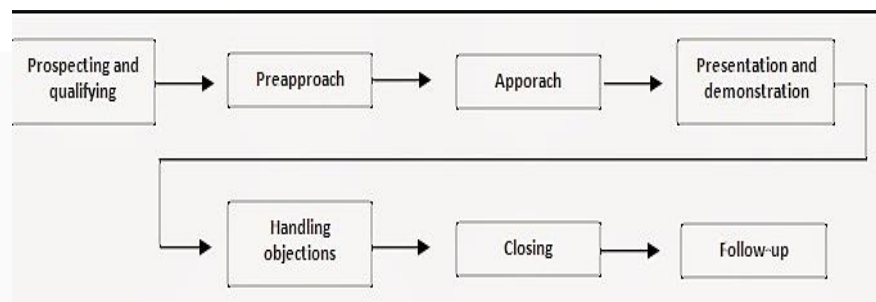 Prospecting and
qualifying
Preapproach
Apporach
Presentation and
demonstration
Handling
objections
Closing
Follow-up